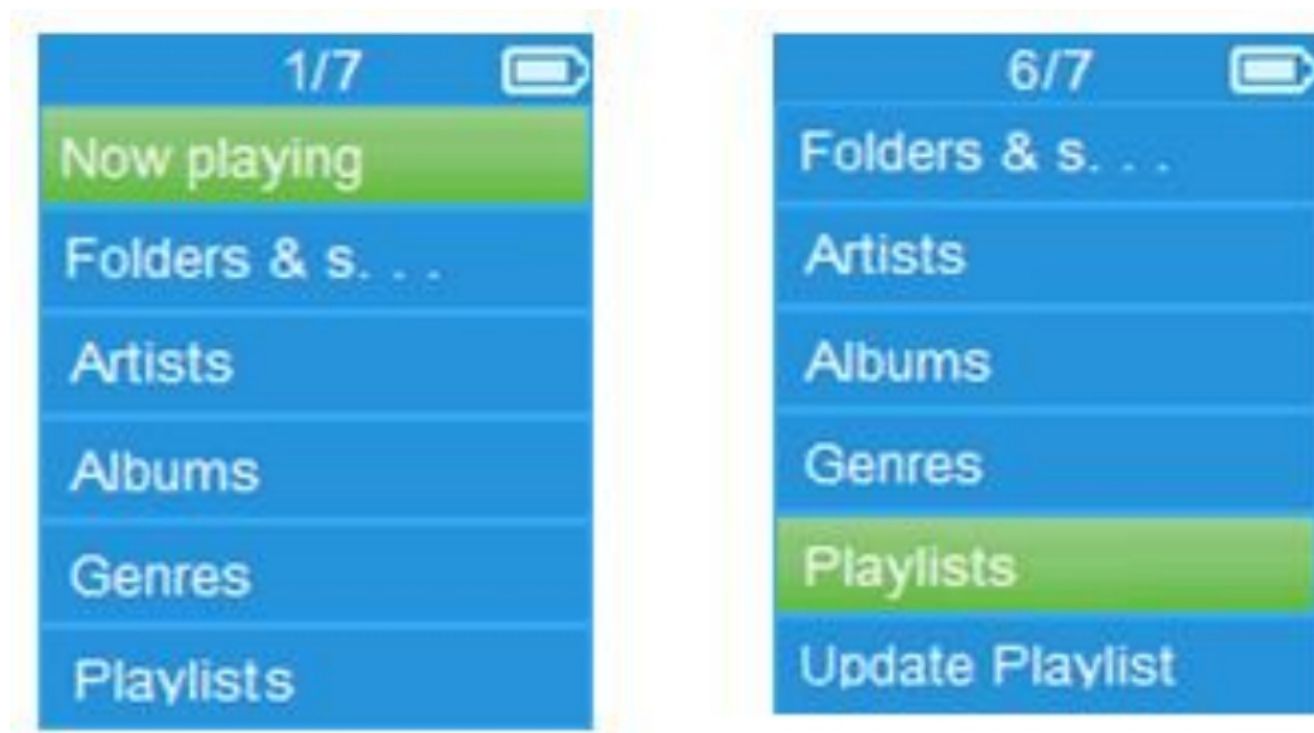 1/7
Now playing
Folders & s. . .
Artists
Albums
Genres
Playlists
6/7
Folders & s. . .
Artists
Albums
Genres
Playlists
Update Playlist